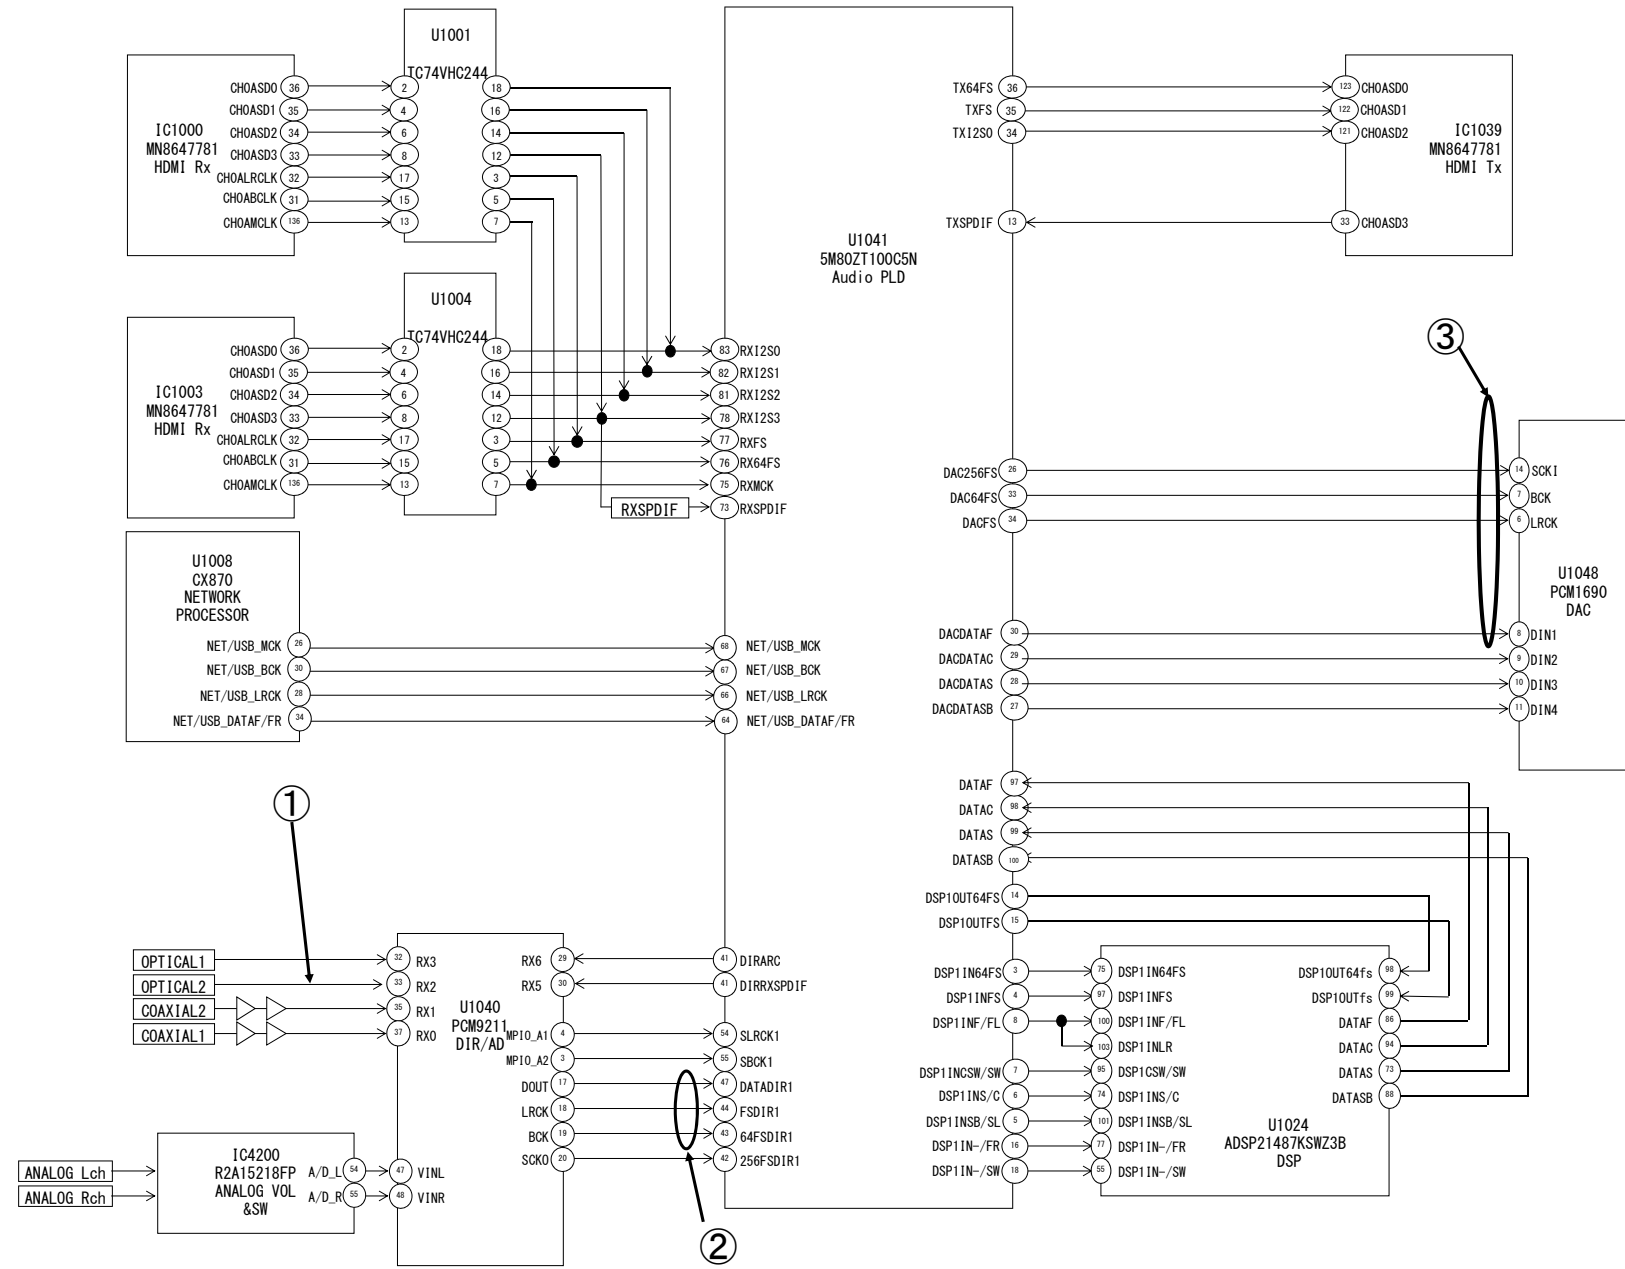 U1001
TC74VHC244
IC1000
MN8647781
HDMI Rx
CHOASD0 36 2 18
CHOASD1 35 4 16
CHOASD2 34 6 14
CHOASD3 33 8 12
CHOALRCLK 32 17 3
CHOABCLK 31 15 5
CHOAMCLK 136 13 7
U1004
TC74VHC244
IC1003
MN8647781
HDMI Rx
CHOASD0 36 2 18
CHOASD1 35 4 16
CHOASD2 34 6 14
CHOASD3 33 8 12
CHOALRCLK 32 17 3
CHOABCLK 31 15 5
CHOAMCLK 136 13 7
RXSPDIF
U1041
5M80ZT100C5N
Audio PLD
83 RXI2S0
82 RXI2S1
81 RXI2S2
78 RXI2S3
77 RXFS
76 RX64FS
75 RXMCK
73 RXSPDIF
TX64FS 36 123 CHOASD0
TXFS 35 122 CHOASD1
TXI2S0 34 121 CHOASD2
TXSPDIF 13 33 CHOASD3
IC1039
MN8647781
HDMI Tx
③
DAC256FS 26 14 SCKI
DAC64FS 33 7 BCK
DACFS 34 6 LRCK
U1048
PCM1690
DAC
DACDATAF 30 8 DIN1
DACDATAC 29 9 DIN2
DACDATAS 28 10 DIN3
DACDATASB 27 11 DIN4
U1008
CX870
NETWORK
PROCESSOR
NET/USB_MCK 26 68 NET/USB_MCK
NET/USB_BCK 30 67 NET/USB_BCK
NET/USB_LRCK 28 66 NET/USB_LRCK
NET/USB_DATAF/FR 34 64 NET/USB_DATAF/FR
①
DATAF 97
DATAC 98
DATAS 99
DATASB 100
DSP1OUT64FS 14
DSP1OUTFS 15
OPTICAL1 32 RX3
OPTICAL2 33 RX2
COAXIAL2 35 RX1
COAXIAL1 37 RX0
U1040
PCM9211
DIR/AD
RX6 29 41 DIRARC
RX5 30 41 DIRRXSPDIF
MPIO_A1 4 54 SLRCK1
MPIO_A2 3 55 SBCK1
DOUT 17 47 DATADIR1
LRCK 18 44 FSDIR1
BCK 19 43 64FSDIR1
SCKO 20 42 256FSDIR1
②
ANALOG Lch
ANALOG Rch
IC4200
R2A15218FP
ANALOG VOL
&SW
A/D_L 54 47 VINL
A/D_R 55 48 VINR
DSP1IN64FS 3 75 DSP1IN64FS
DSP1INFS 4 97 DSP1INFS
DSP1INF/FL 8 100 DSP1INF/FL
103 DSP1INLR
DSP1INCSW/SW 7 95 DSP1CSW/SW
DSP1INS/C 6 74 DSP1INS/C
DSP1INSB/SL 5 101 DSP1INSB/SL
DSP1IN-/FR 16 77 DSP1IN-/FR
DSP1IN-/SW 18 55 DSP1IN-/SW
DSP1OUT64fs 98
DSP1OUTfs 99
DATAF 86
DATAC 94
DATAS 73
DATASB 88
U1024
ADSP21487KSWZ3B
DSP